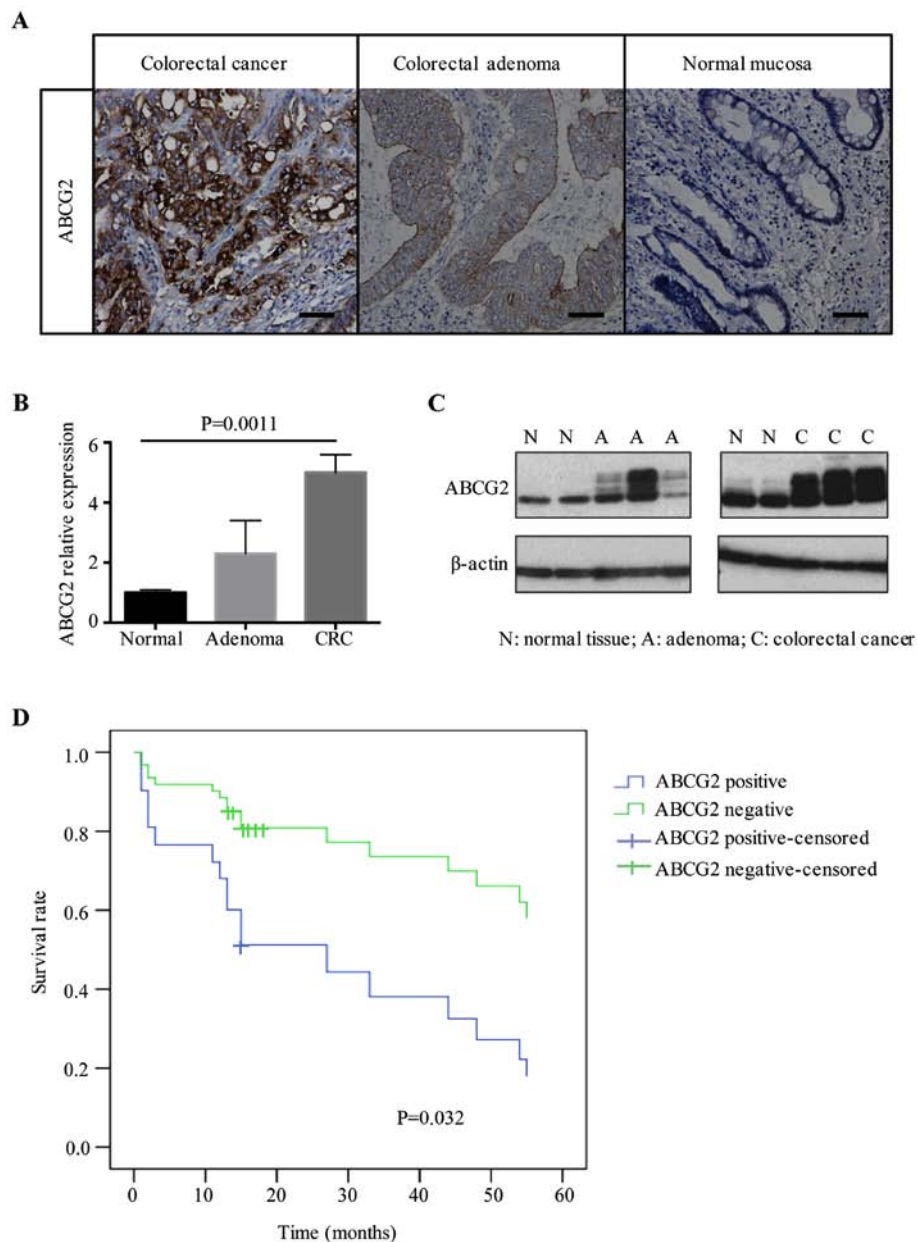 A
Colorectal cancer
Colorectal adenoma
Normal mucosa
ABCG2
B
P=0.0011
ABCG2 relative expression
6
4
2
0
Normal
Adenoma
CRC
C
N N A A A
N N C C C
ABCG2
β-actin
N: normal tissue; A: adenoma; C: colorectal cancer
D
Survival rate
1.0
0.8
0.6
0.4
0.2
0.0
P=0.032
0 10 20 30 40 50 60
Time (months)
ABCG2 positive
ABCG2 negative
ABCG2 positive-censored
ABCG2 negative-censored